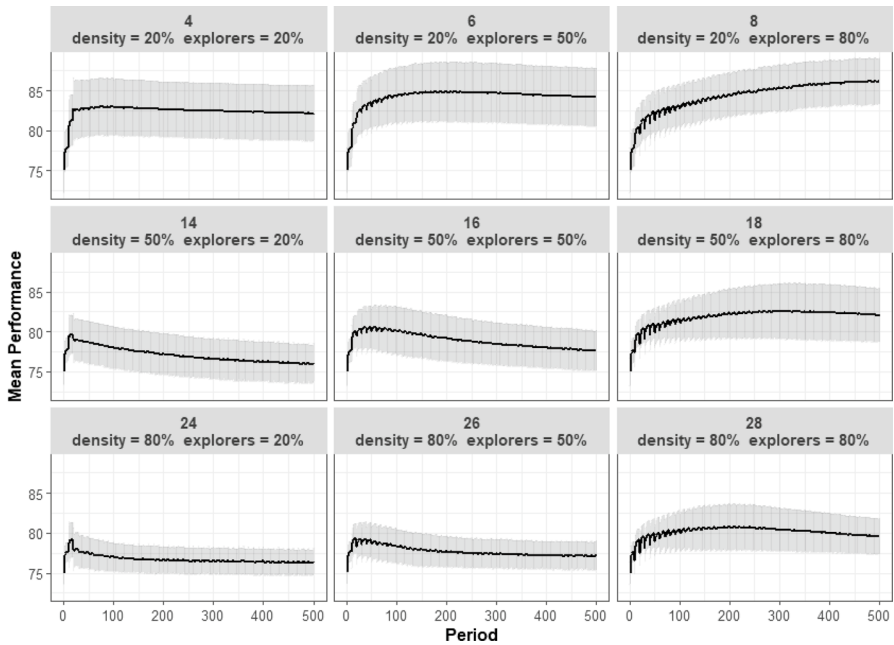 4
density = 20%  explorers = 20%
6
density = 20%  explorers = 50%
8
density = 20%  explorers = 80%
85
80
75
14
density = 50%  explorers = 20%
16
density = 50%  explorers = 50%
18
density = 50%  explorers = 80%
85
80
75
Mean Performance
24
density = 80%  explorers = 20%
26
density = 80%  explorers = 50%
28
density = 80%  explorers = 80%
85
80
75
0 100 200 300 400 500
0 100 200 300 400 500
0 100 200 300 400 500
Period